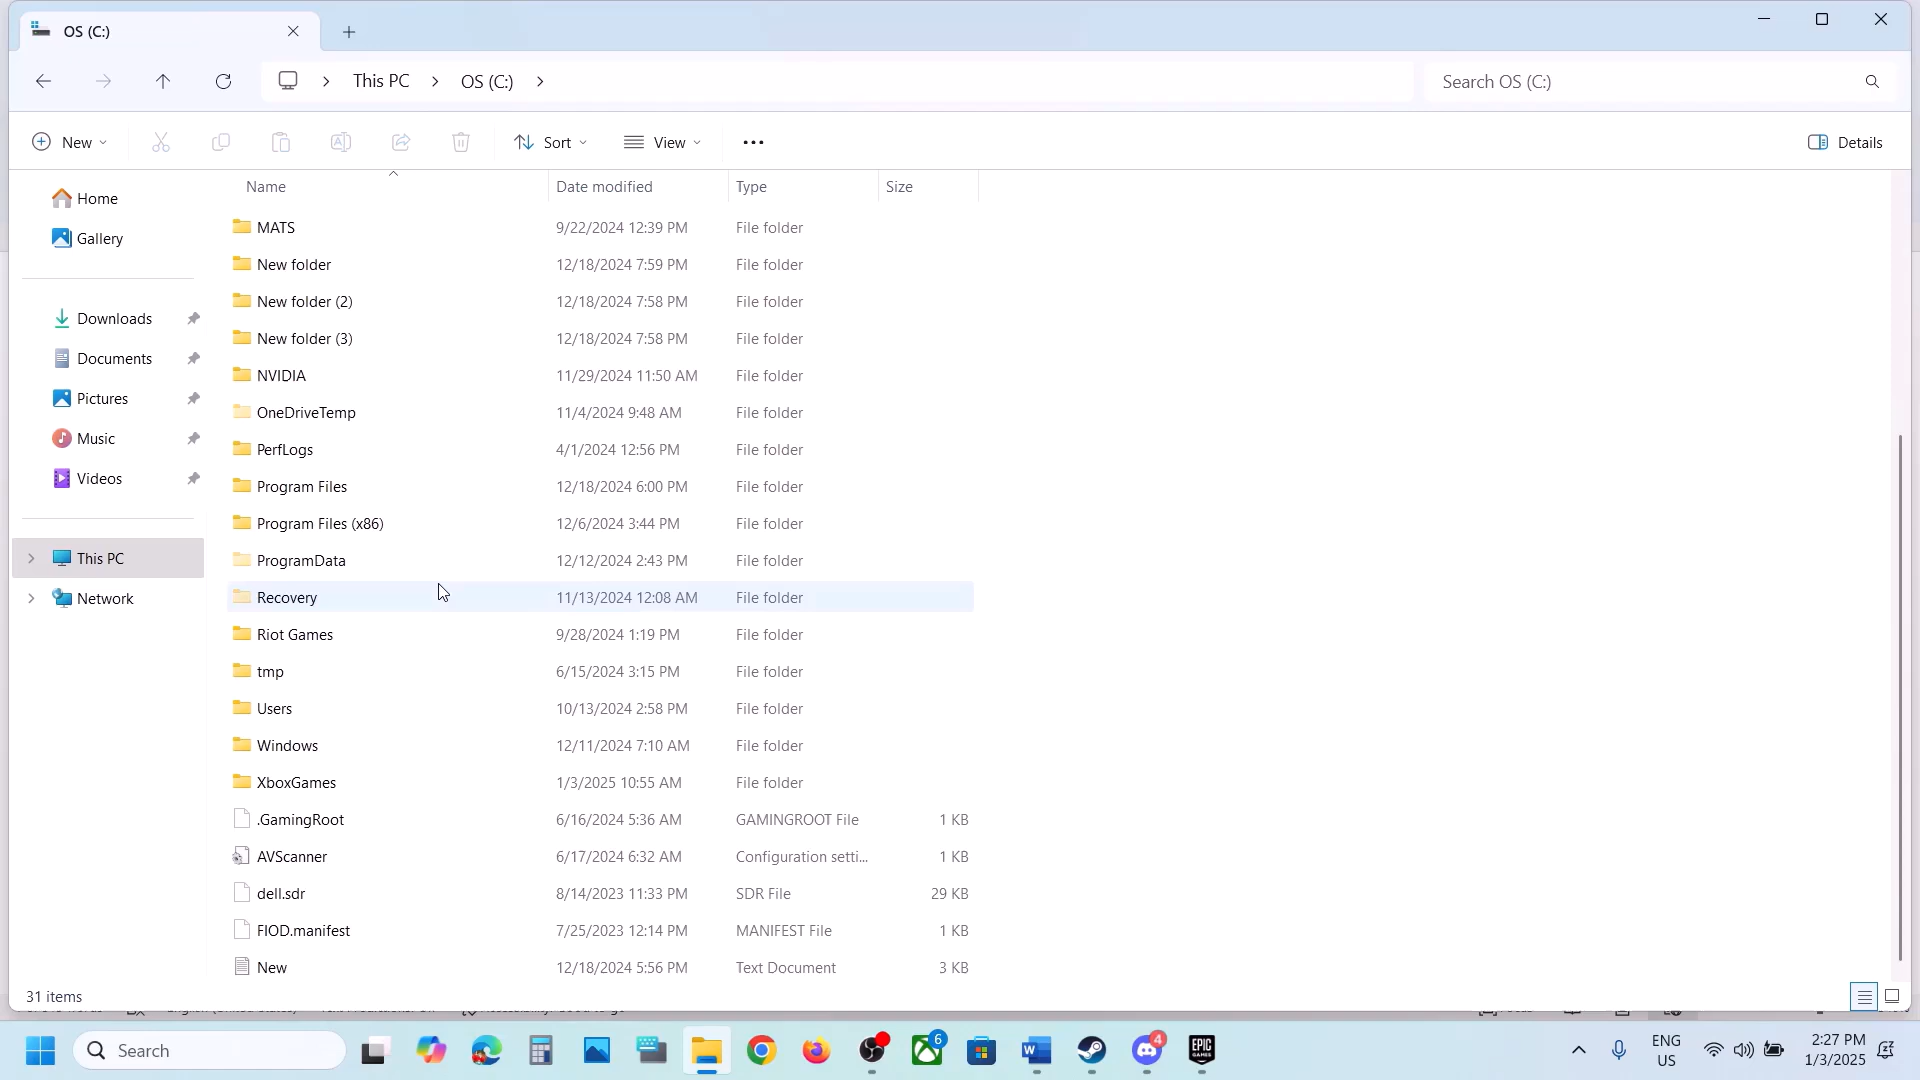 OS (C:)
This PC
OS (C:)
Search OS (C:)
New
Sort
View
Details
Name
Date modified
Type
Size
Home
Gallery
Downloads
Documents
Pictures
Music
Videos
This PC
Network
MATS 9/22/2024 12:39 PM File folder
New folder 12/18/2024 7:59 PM File folder
New folder (2) 12/18/2024 7:58 PM File folder
New folder (3) 12/18/2024 7:58 PM File folder
NVIDIA 11/29/2024 11:50 AM File folder
OneDriveTemp 11/4/2024 9:48 AM File folder
PerfLogs 4/1/2024 12:56 PM File folder
Program Files 12/18/2024 6:00 PM File folder
Program Files (x86) 12/6/2024 3:44 PM File folder
ProgramData 12/12/2024 2:43 PM File folder
Recovery 11/13/2024 12:08 AM File folder
Riot Games 9/28/2024 1:19 PM File folder
tmp 6/15/2024 3:15 PM File folder
Users 10/13/2024 2:58 PM File folder
Windows 12/11/2024 7:10 AM File folder
XboxGames 1/3/2025 10:55 AM File folder
.GamingRoot 6/16/2024 5:36 AM GAMINGROOT File 1 KB
AVScanner 6/17/2024 6:32 AM Configuration setti... 1 KB
dell.sdr 8/14/2023 11:33 PM SDR File 29 KB
FIOD.manifest 7/25/2023 12:14 PM MANIFEST File 1 KB
New 12/18/2024 5:56 PM Text Document 3 KB
31 items
Search
6
4
EPIC
GAMES
ENG
US
2:27 PM
1/3/2025